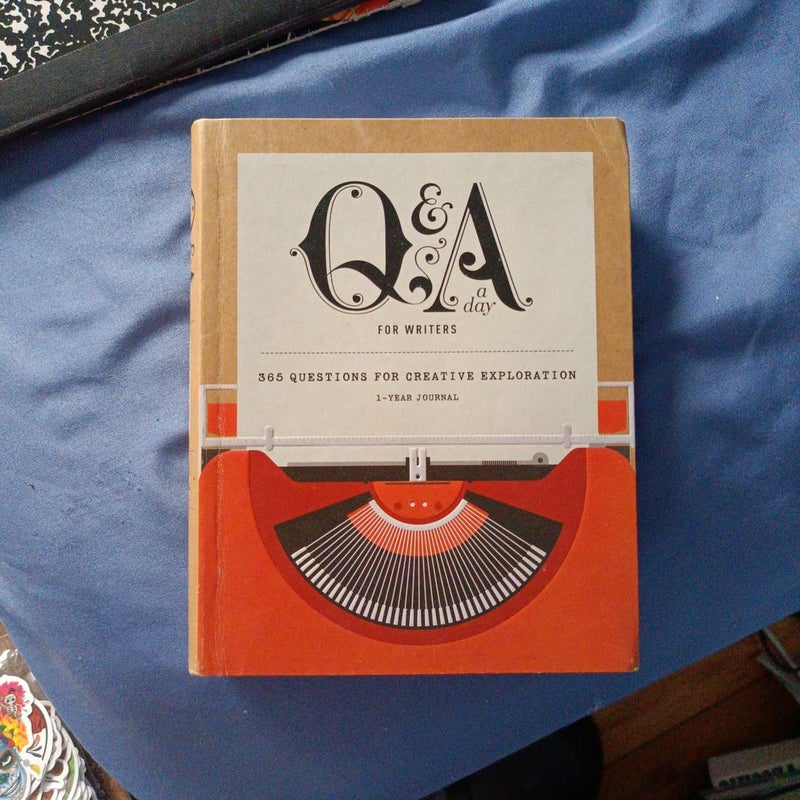 Q&A
a
day
FOR WRITERS
365 QUESTIONS FOR CREATIVE EXPLORATION
1-YEAR JOURNAL